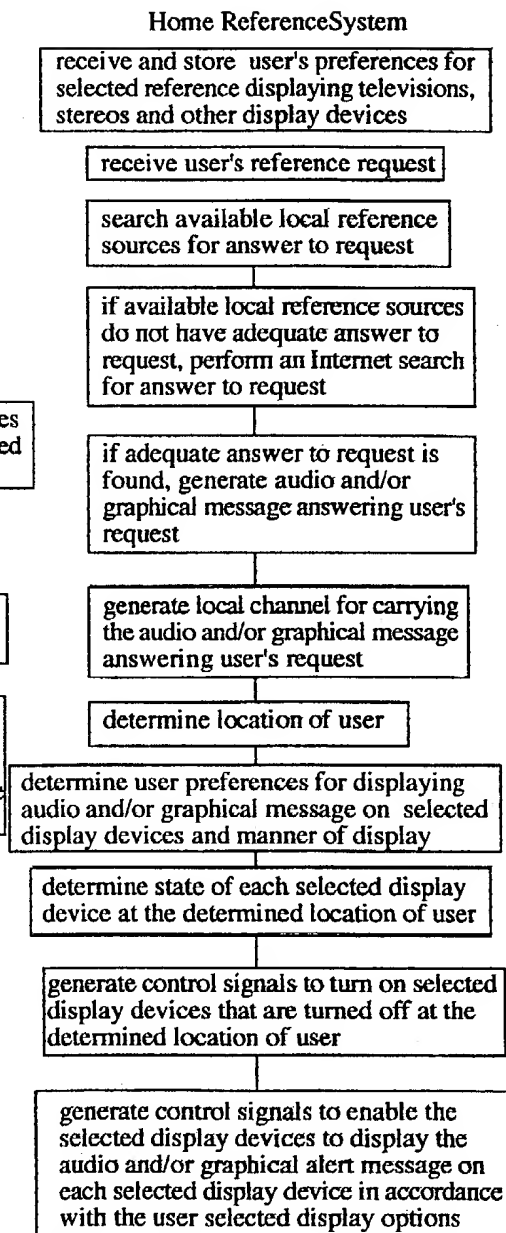 Home ReferenceSystem
receive and store user's preferences for
selected reference displaying televisions,
stereos and other display devices
receive user's reference request
search available local reference
sources for answer to request
if available local reference sources
do not have adequate answer to
request, perform an Internet search
for answer to request
es
ed
if adequate answer to request is
found, generate audio and/or
graphical message answering user's
request
generate local channel for carrying
the audio and/or graphical message
answering user's request
determine location of user
determine user preferences for displaying
audio and/or graphical message on selected
display devices and manner of display
determine state of each selected display
device at the determined location of user
generate control signals to turn on selected
display devices that are turned off at the
determined location of user
generate control signals to enable the
selected display devices to display the
audio and/or graphical alert message on
each selected display device in accordance
with the user selected display options